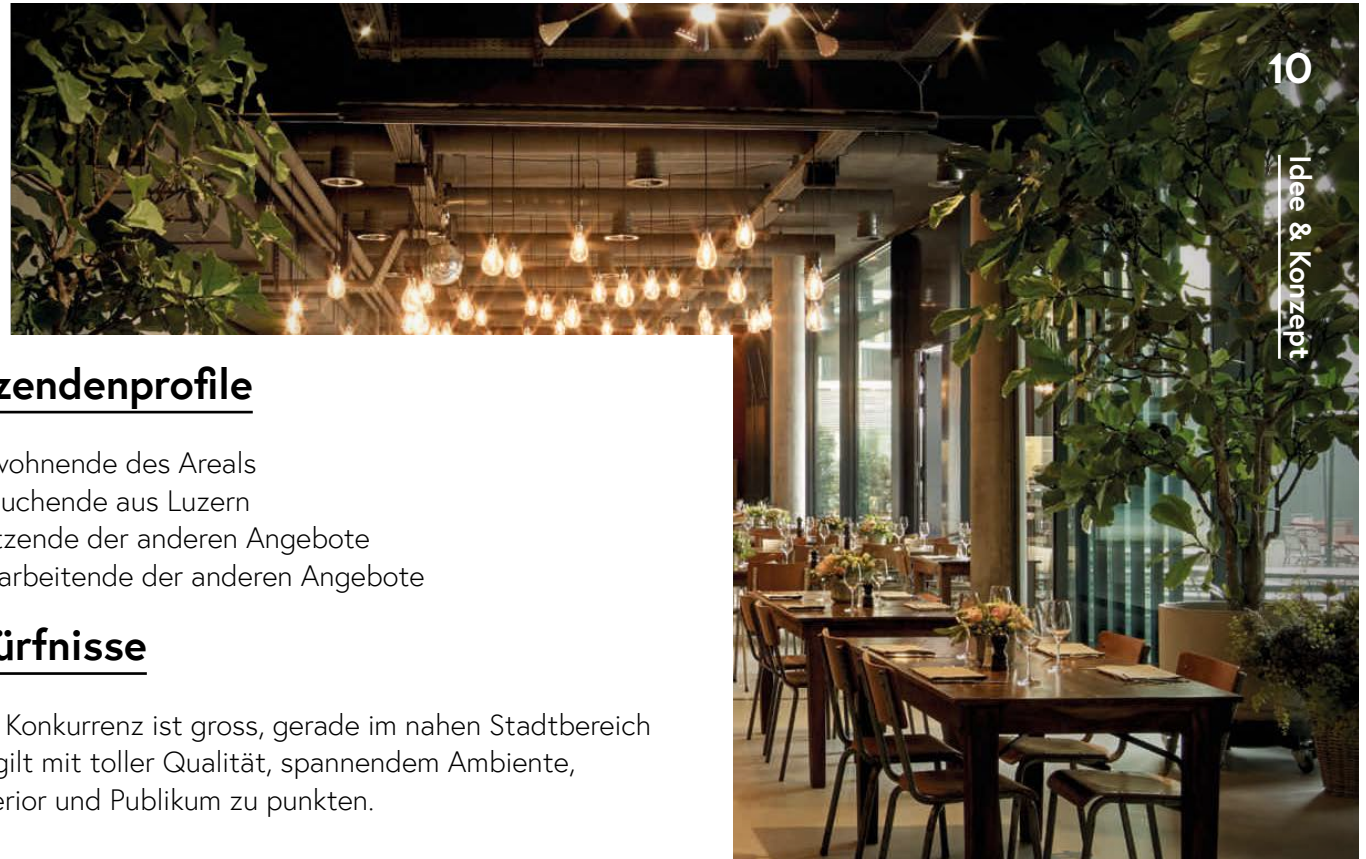 10
Idee & Konzept
zendenprofile
wohnende des Areals
uchende aus Luzern
tzende der anderen Angebote
arbeitende der anderen Angebote
ürfnisse
Konkurrenz ist gross, gerade im nahen Stadtbereich
gilt mit toller Qualität, spannendem Ambiente,
erior und Publikum zu punkten.